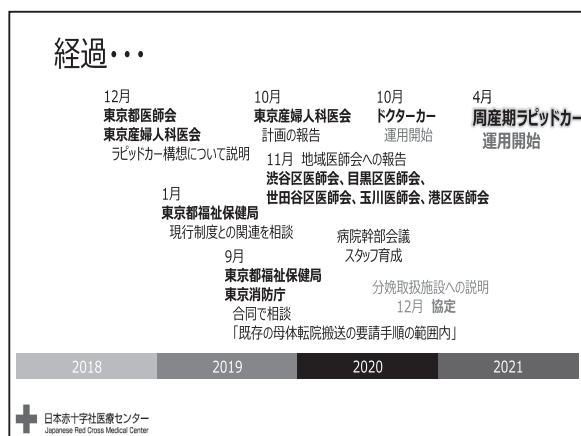 経過・・・
12月
東京都医師会
東京産婦人科医会
ラピッドカー構想について説明
10月
東京産婦人科医会
計画の報告
10月
ドクターカー
運用開始
4月
周産期ラピッドカー
運用開始
11月 地域医師会への報告
渋谷区医師会、目黒区医師会、
世田谷区医師会、玉川医師会、港区医師会
1月
東京都福祉保健局
現行制度との関連を相談
病院幹部会議
スタッフ育成
9月
東京都福祉保健局
東京消防庁
合同で相談
「既存の母体転院搬送の要請手順の範囲内」
分娩取扱施設への説明
12月 協定
2018
2019
2020
2021
日本赤十字社医療センター
Japanese Red Cross Medical Center